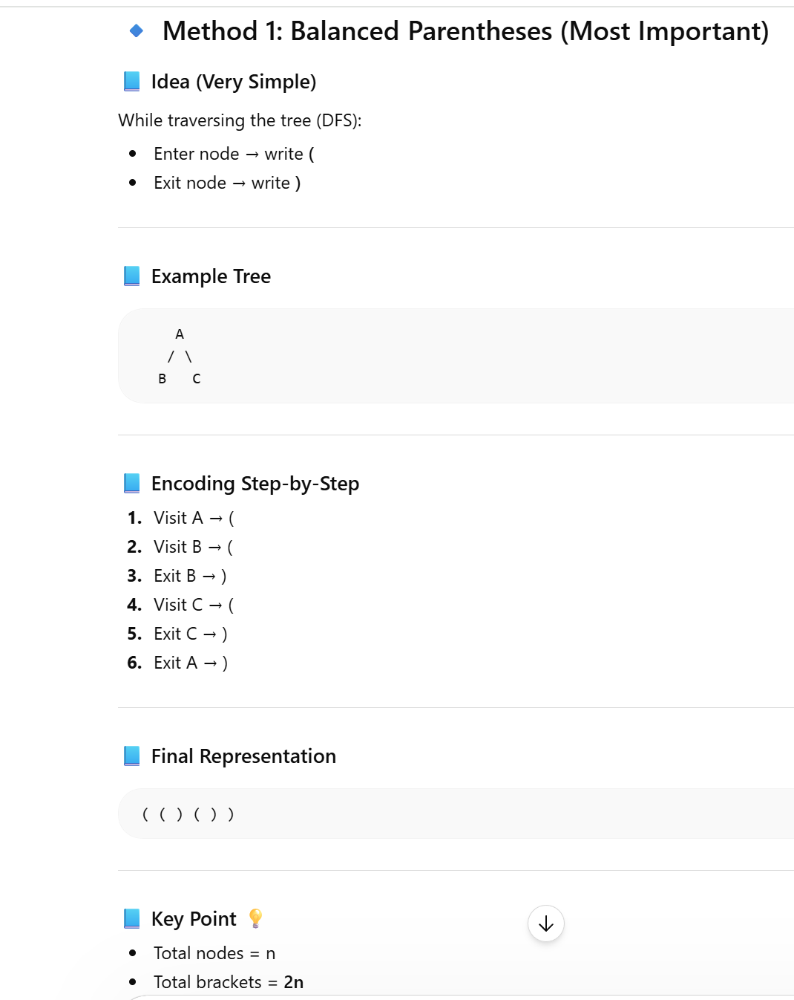 Method 1: Balanced Parentheses (Most Important)
Idea (Very Simple)
While traversing the tree (DFS):
• Enter node → write (
• Exit node → write )
Example Tree
A
/ \
B   C
Encoding Step-by-Step
1. Visit A → (
2. Visit B → (
3. Exit B → )
4. Visit C → (
5. Exit C → )
6. Exit A → )
Final Representation
( ( ) ( ) )
Key Point
• Total nodes = n
• Total brackets = 2n